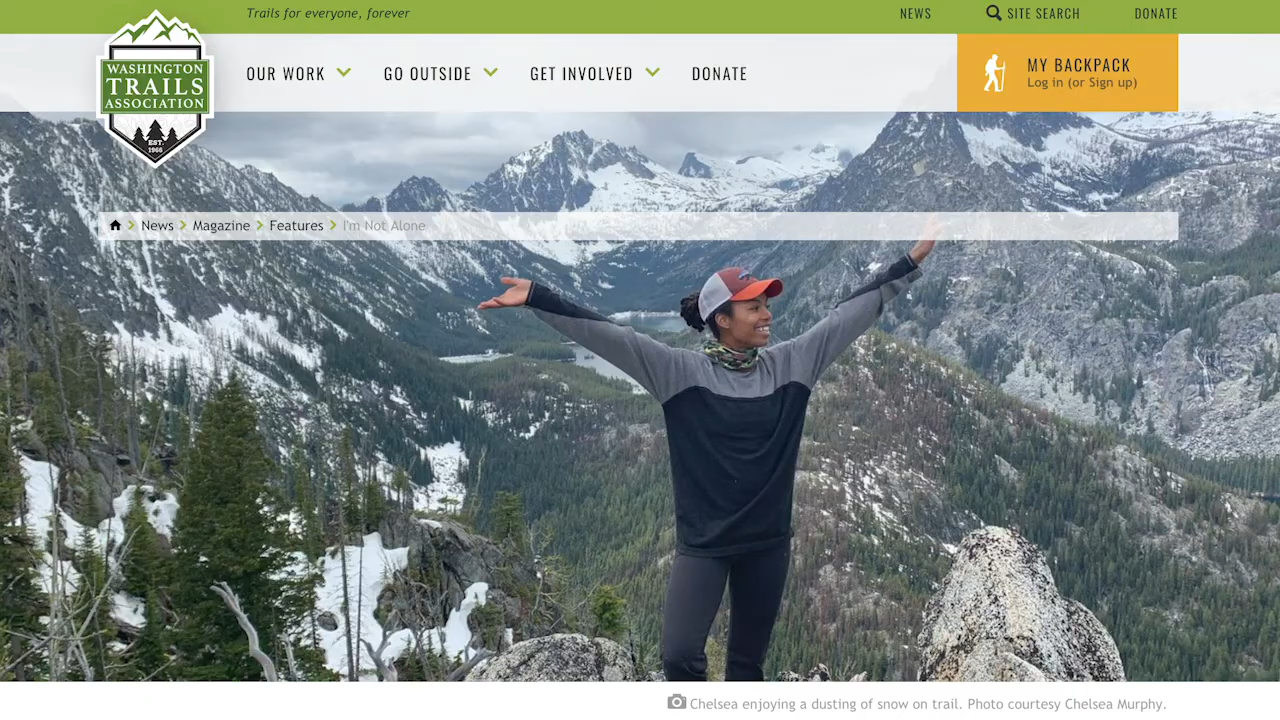 Trails for everyone, forever
NEWS
SITE SEARCH
DONATE
WASHINGTON
TRAILS
ASSOCIATION
EST.
1966
OUR WORK
GO OUTSIDE
GET INVOLVED
DONATE
MY BACKPACK
Log in (or Sign up)
News
Magazine
Features
I'm Not Alone
Chelsea enjoying a dusting of snow on trail. Photo courtesy Chelsea Murphy.